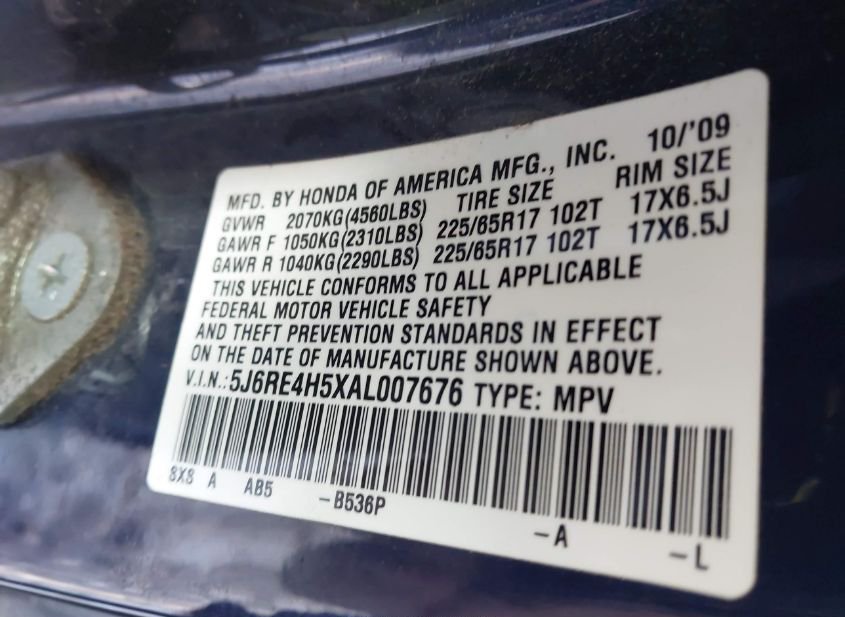 MFD. BY HONDA OF AMERICA MFG., INC. 10/'09
GVWR 2070KG(4560LBS) TIRE SIZE RIM SIZE
GAWR F 1050KG(2310LBS) 225/65R17 102T 17X6.5J
GAWR R 1040KG(2290LBS) 225/65R17 102T 17X6.5J
THIS VEHICLE CONFORMS TO ALL APPLICABLE
FEDERAL MOTOR VEHICLE SAFETY
AND THEFT PREVENTION STANDARDS IN EFFECT
ON THE DATE OF MANUFACTURE SHOWN ABOVE.
V.I.N.: 5J6RE4H5XAL007676 TYPE: MPV
8X8 A AB5 -B536P -A -L